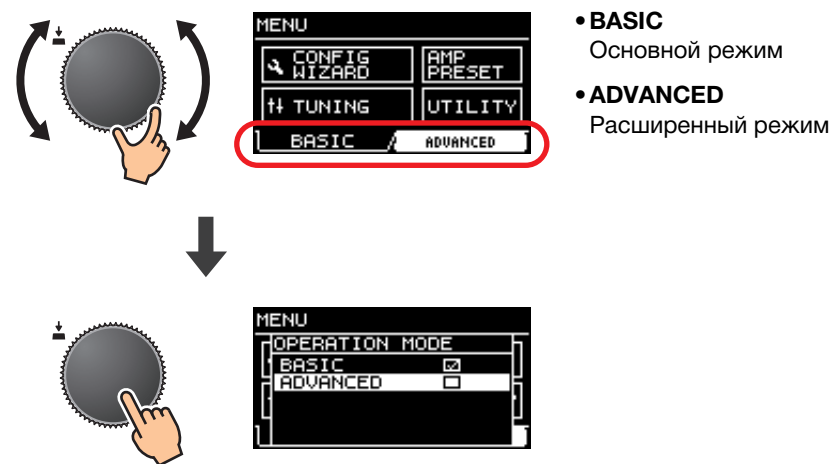 MENU
CONFIG WIZARD
AMP PRESET
TUNING
UTILITY
BASIC
ADVANCED
• BASIC
Основной режим
• ADVANCED
Расширенный режим
MENU
OPERATION MODE
BASIC
ADVANCED